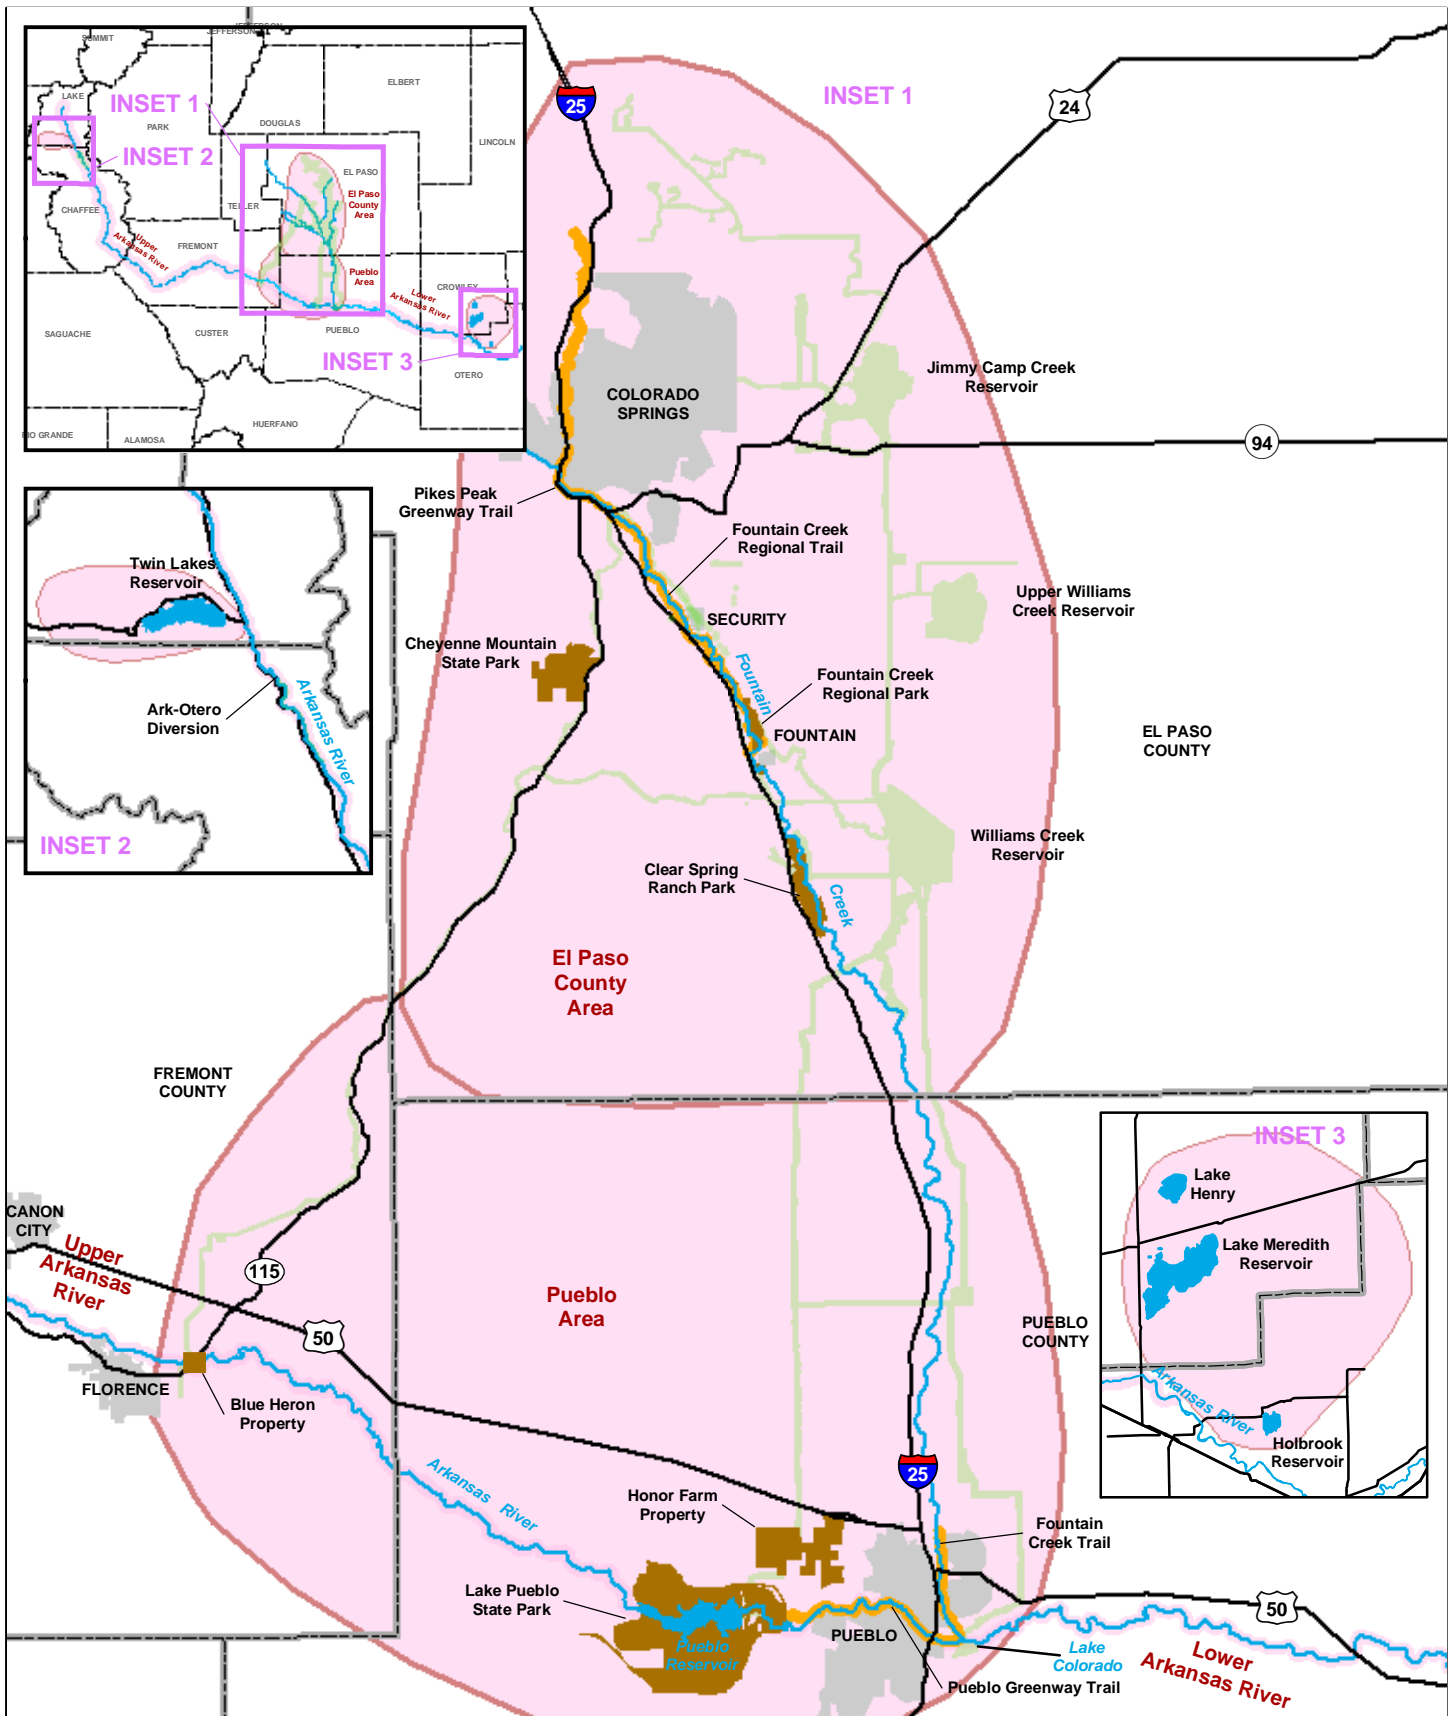 JEFFERSON
JEFFERSON
SUMMIT
ELBERT
LAKE
INSET 1
PARK
DOUGLAS
LINCOLN
INSET 2
EL PASO
El Paso
County
Area
CHAFFEE
TELLER
Upper
Arkansas River
FREMONT
Pueblo
Area
CROWLEY
Lower
Arkansas River
SAGUACHE
CUSTER
PUEBLO
INSET 3
OTERO
HUERFANO
RIO GRANDE
ALAMOSA
INSET 1
25
24
Jimmy Camp Creek
Reservoir
COLORADO
SPRINGS
94
Pikes Peak
Greenway Trail
Fountain Creek
Regional Trail
Twin Lakes
Reservoir
Upper Williams
Creek Reservoir
SECURITY
Cheyenne Mountain
State Park
Fountain
Fountain Creek
Regional Park
Ark-Otero
Diversion
Arkansas River
FOUNTAIN
EL PASO
COUNTY
INSET 2
Williams Creek
Reservoir
Clear Spring
Ranch Park
Creek
El Paso
County
Area
FREMONT
COUNTY
INSET 3
Lake
Henry
CANON
CITY
Upper
Arkansas
River
Lake Meredith
Reservoir
115
Pueblo
Area
50
PUEBLO
COUNTY
FLORENCE
Blue Heron
Property
Arkansas River
Holbrook
Reservoir
Arkansas River
25
Honor Farm
Property
Fountain
Creek Trail
Lake Pueblo
State Park
50
PUEBLO
Pueblo
Reservoir
Lake
Colorado
Lower
Arkansas River
Pueblo Greenway Trail